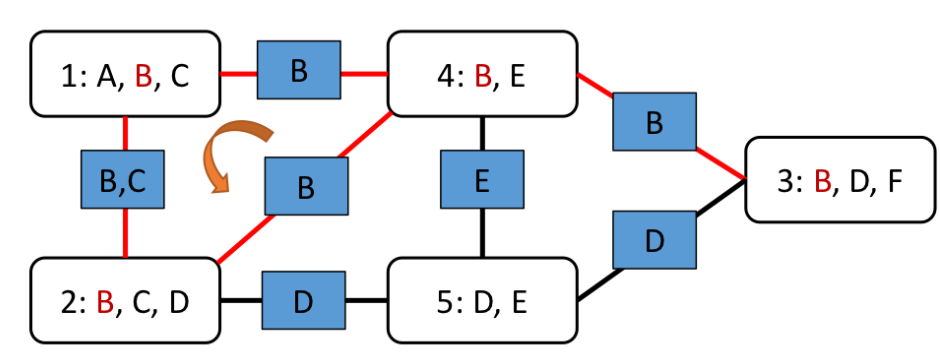 1: A, B, C
B
4: B, E
B
B,C
B
E
3: B, D, F
D
2: B, C, D
D
5: D, E